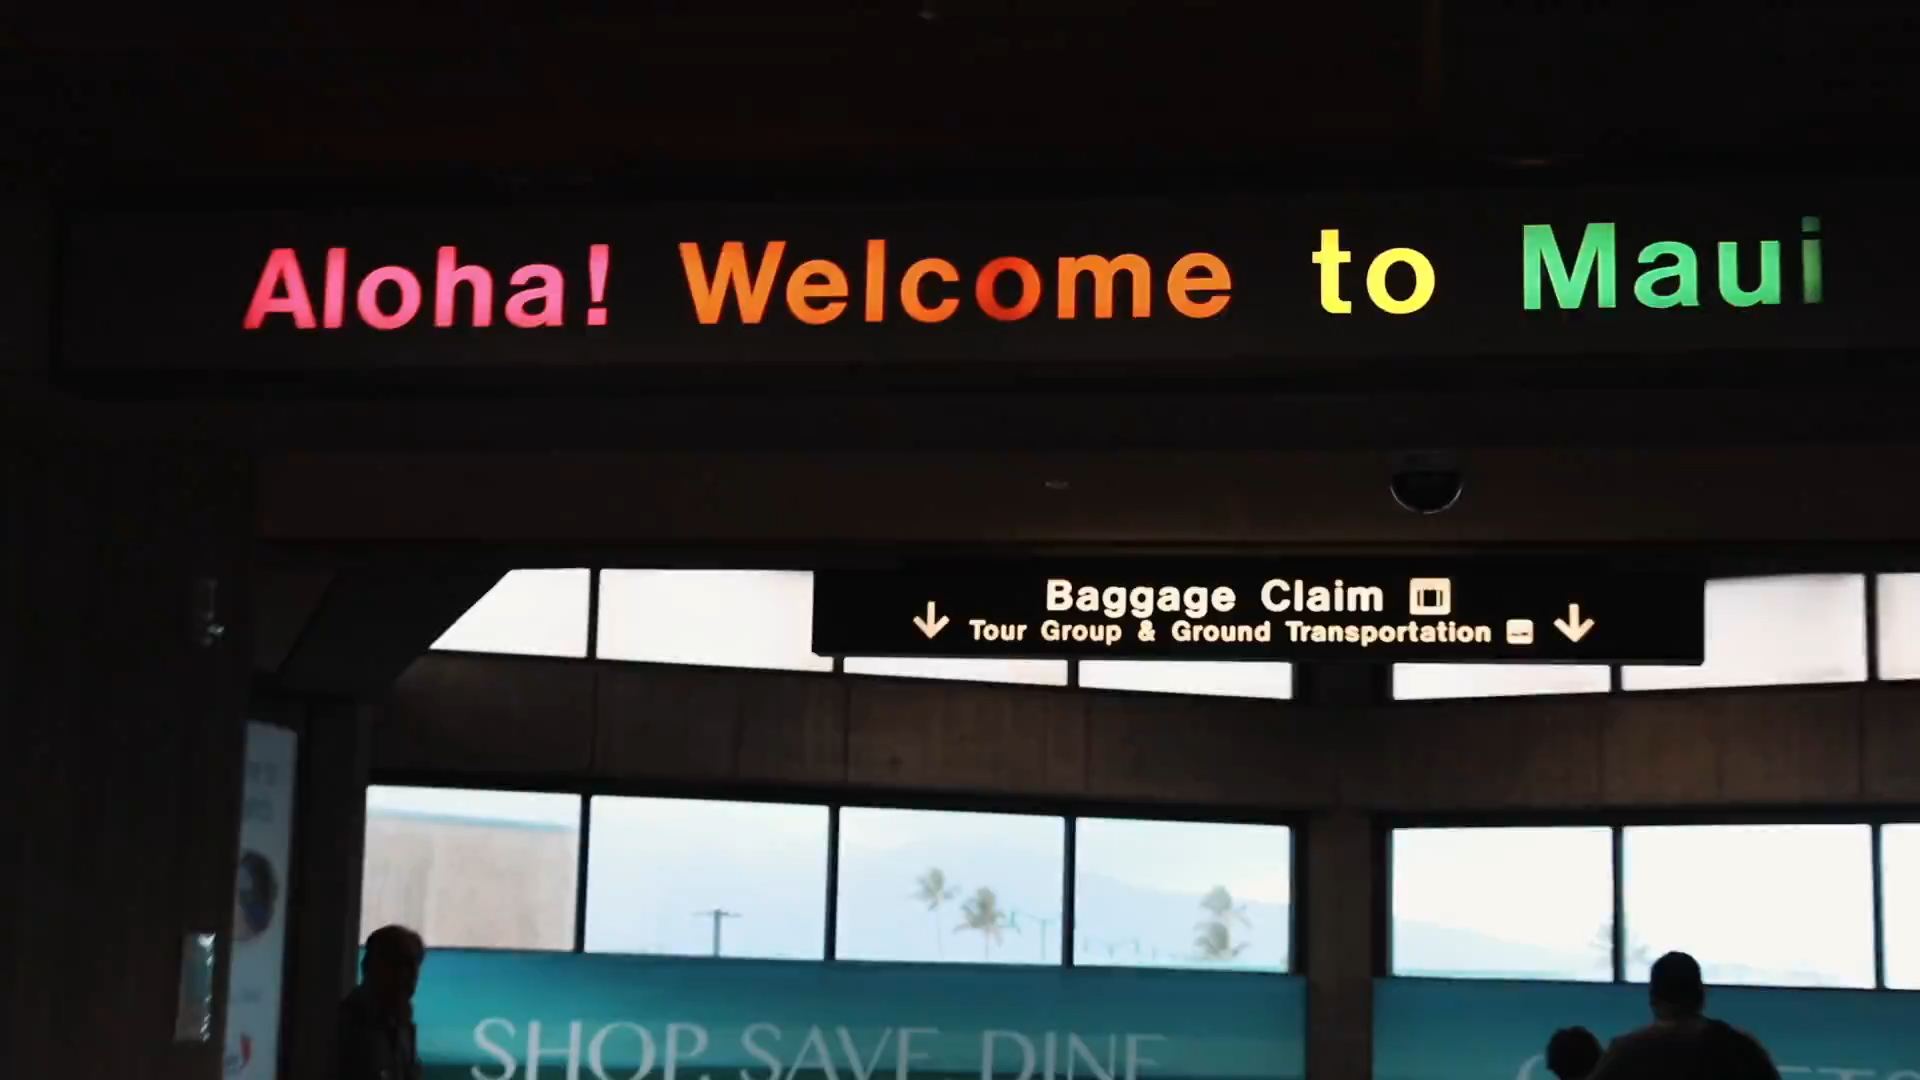 Aloha! Welcome to Maui
Baggage Claim
Tour Group & Ground Transportation
SHOP. SAVE. DINE